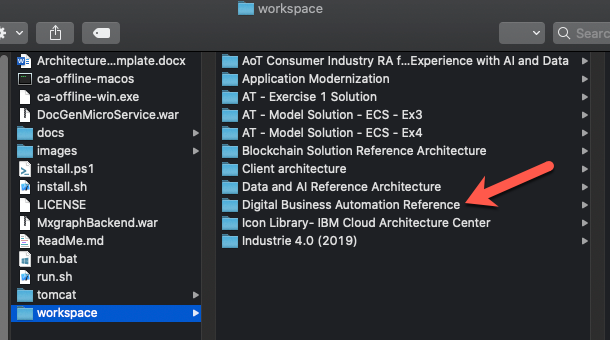 workspace
Search
Architecture...mplate.docx
ca-offline-macos
ca-offline-win.exe
DocGenMicroService.war
docs
images
install.ps1
install.sh
LICENSE
MxgraphBackend.war
ReadMe.md
run.bat
run.sh
tomcat
workspace
AoT Consumer Industry RA f...Experience with AI and Data
Application Modernization
AT - Exercise 1 Solution
AT - Model Solution - ECS - Ex3
AT - Model Solution - ECS - Ex4
Blockchain Solution Reference Architecture
Client architecture
Data and AI Reference Architecture
Digital Business Automation Reference
Icon Library- IBM Cloud Architecture Center
Industrie 4.0 (2019)